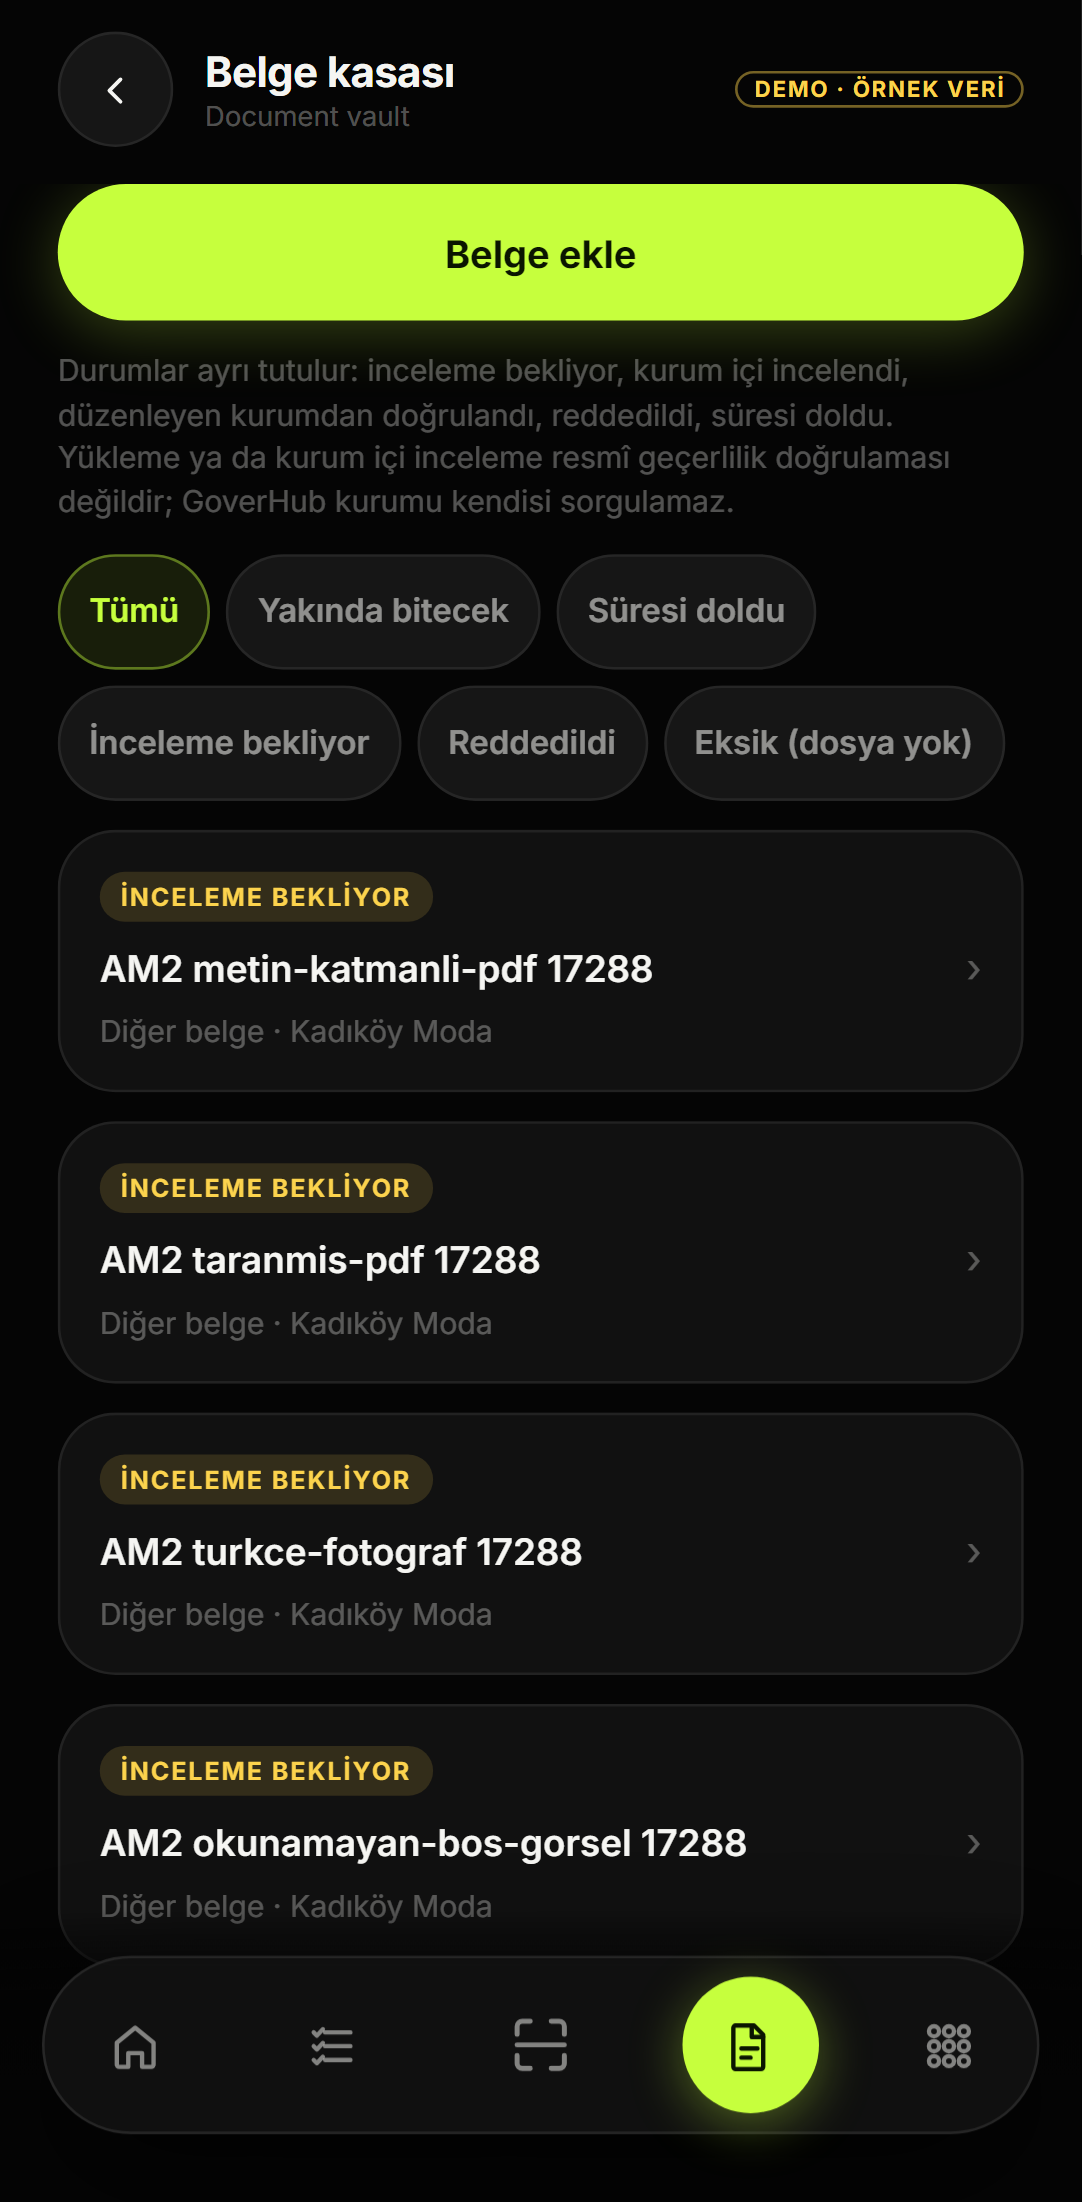 Belge kasası
Document vault
DEMO · ÖRNEK VERİ
Belge ekle
Durumlar ayrı tutulur: inceleme bekliyor, kurum içi incelendi,
düzenleyen kurumdan doğrulandı, reddedildi, süresi doldu.
Yükleme ya da kurum içi inceleme resmî geçerlilik doğrulaması
değildir; GoverHub kurumu kendisi sorgulamaz.
Tümü
Yakında bitecek
Süresi doldu
İnceleme bekliyor
Reddedildi
Eksik (dosya yok)
İNCELEME BEKLİYOR
AM2 metin-katmanli-pdf 17288
Diğer belge · Kadıköy Moda
İNCELEME BEKLİYOR
AM2 taranmis-pdf 17288
Diğer belge · Kadıköy Moda
İNCELEME BEKLİYOR
AM2 turkce-fotograf 17288
Diğer belge · Kadıköy Moda
İNCELEME BEKLİYOR
AM2 okunamayan-bos-gorsel 17288
Diğer belge · Kadıköy Moda